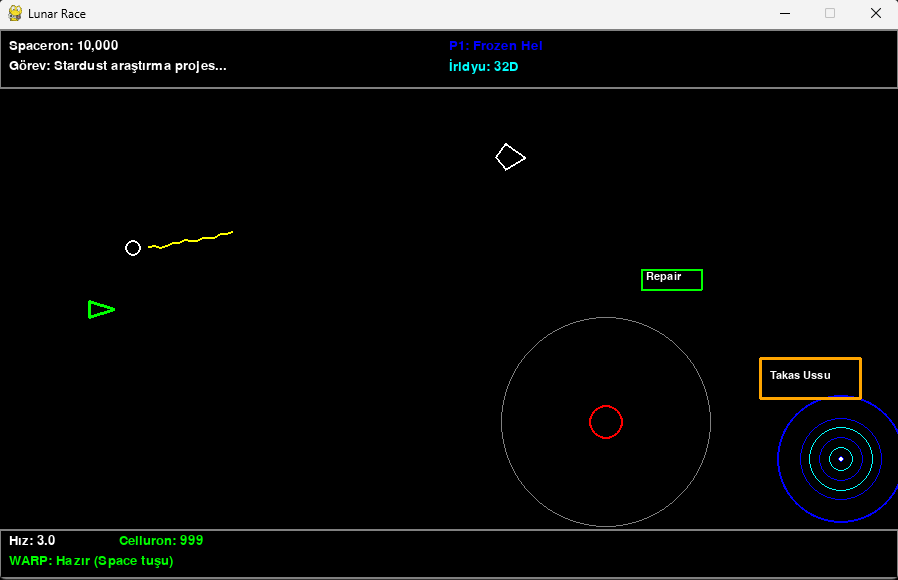 Lunar Race
Spaceron: 10,000
P1: Frozen Hel
Görev: Stardust araştırma projes...
İridyu: 32D
Repair
Takas Ussu
Hız: 3.0
Celluron: 999
WARP: Hazır (Space tuşu)